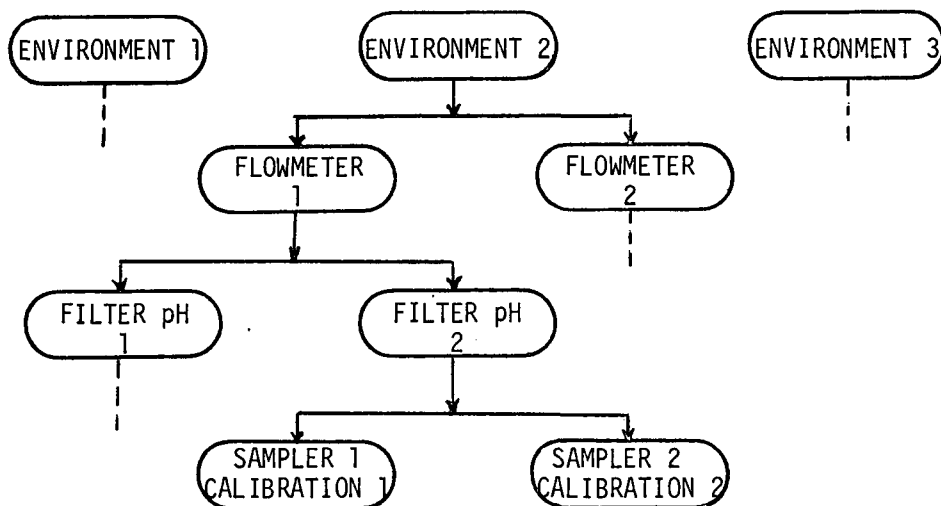 ENVIRONMENT 1
ENVIRONMENT 2
ENVIRONMENT 3
FLOWMETER
1
FLOWMETER
2
FILTER pH
1
FILTER pH
2
SAMPLER 1
CALIBRATION 1
SAMPLER 2
CALIBRATION 2